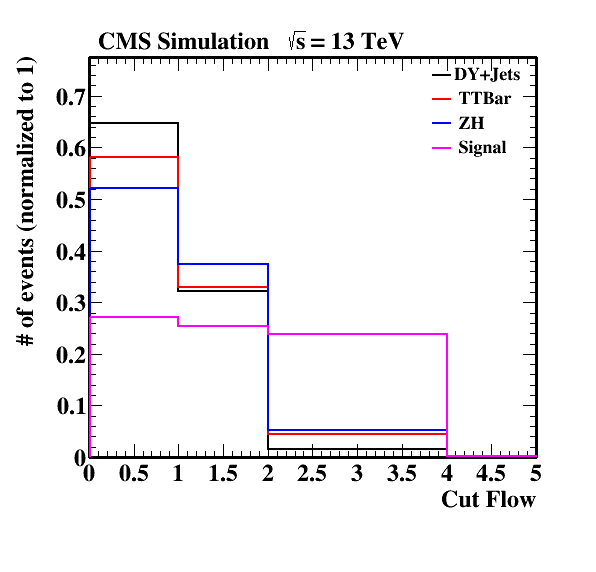 CMS Simulation √s = 13 TeV
DY+Jets
TTBar
ZH
Signal
# of events (normalized to 1)
0.7
0.6
0.5
0.4
0.3
0.2
0.1
0
0 0.5 1 1.5 2 2.5 3 3.5 4 4.5 5
Cut Flow